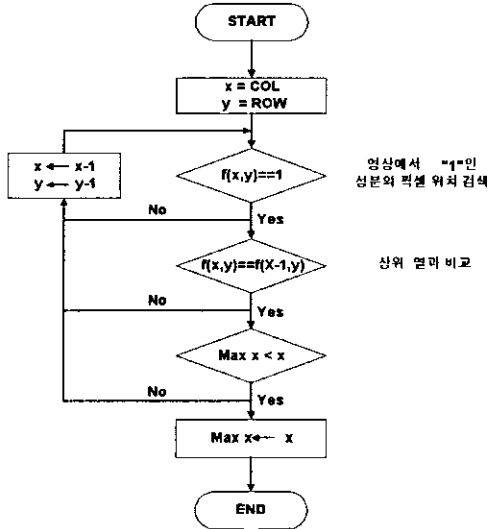 START
x = COL
y = ROW
x ← x-1
y ← y-1
f(x,y)==1
영상에서 "1"인
성분의 픽셀 위치 검색
No
Yes
f(x,y)==f(X-1,y)
상위 열과 비교
No
Yes
Max x < x
No
Yes
Max x ← x
END